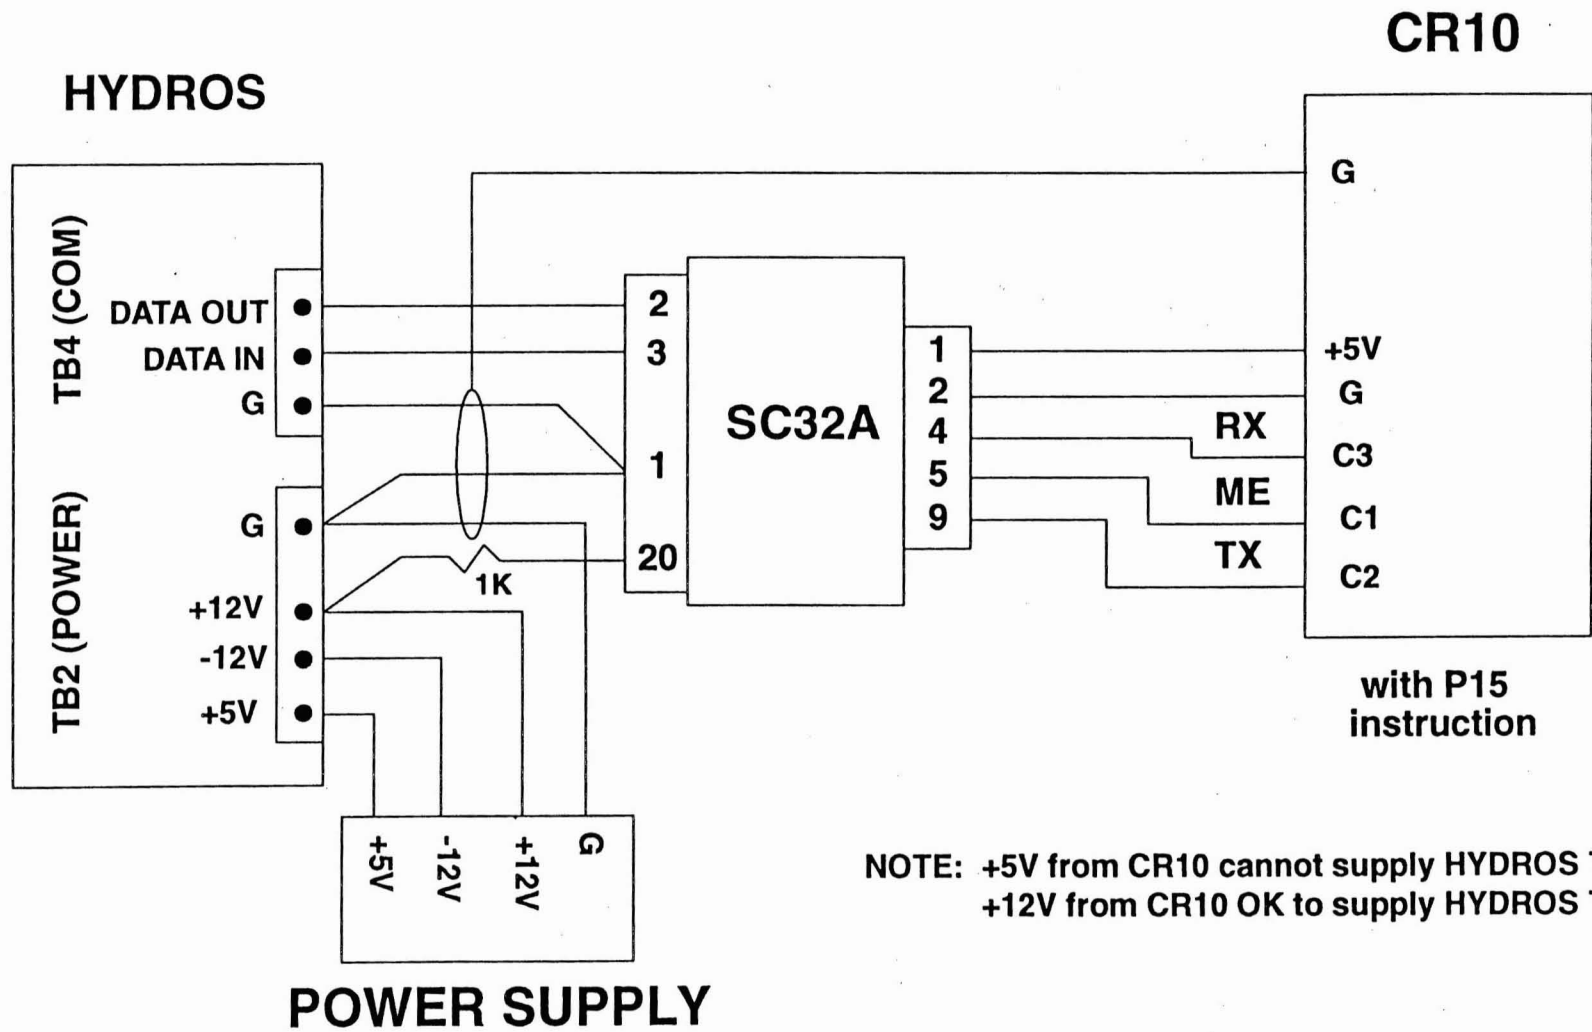 CR10
HYDROS
G
TB4 (COM)
DATA OUT
DATA IN
G
2
3
1
20
SC32A
1
2
4
5
9
+5V
G
RX
C3
ME
C1
TX
C2
TB2 (POWER)
G
+12V
-12V
+5V
1K
with P15
instruction
+5V
-12V
+12V
G
NOTE: +5V from CR10 cannot supply HYDROS
+12V from CR10 OK to supply HYDROS
POWER SUPPLY